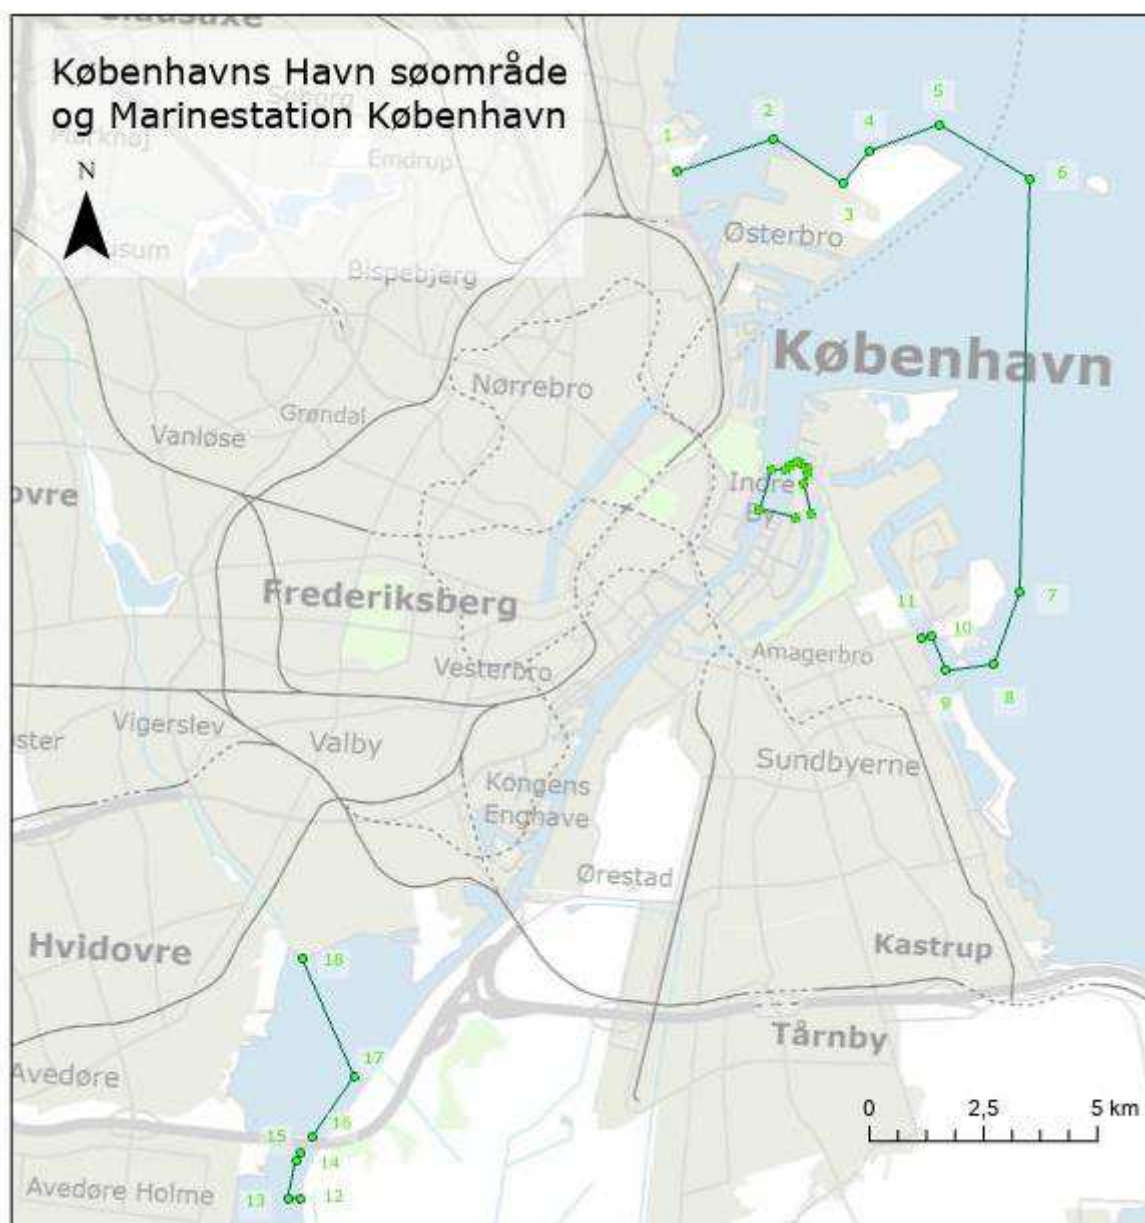 Københavns Havn søområde
og Marinestation København
Emdrup
N
Bispebjerg
1
2
3
4
5
6
Østerbro
København
Nørrebro
Grøndal
Vanløse
Indre
By
Frederiksberg
7
11
10
Amagerbro
8
9
Vesterbro
Vigerslev
Valby
Sundbyerne
Kongens
Enghave
Ørestad
Hvidovre
18
Kastrup
Tårnby
17
Avedøre
0 2,5 5 km
16
15
14
Avedøre Holme
13
12